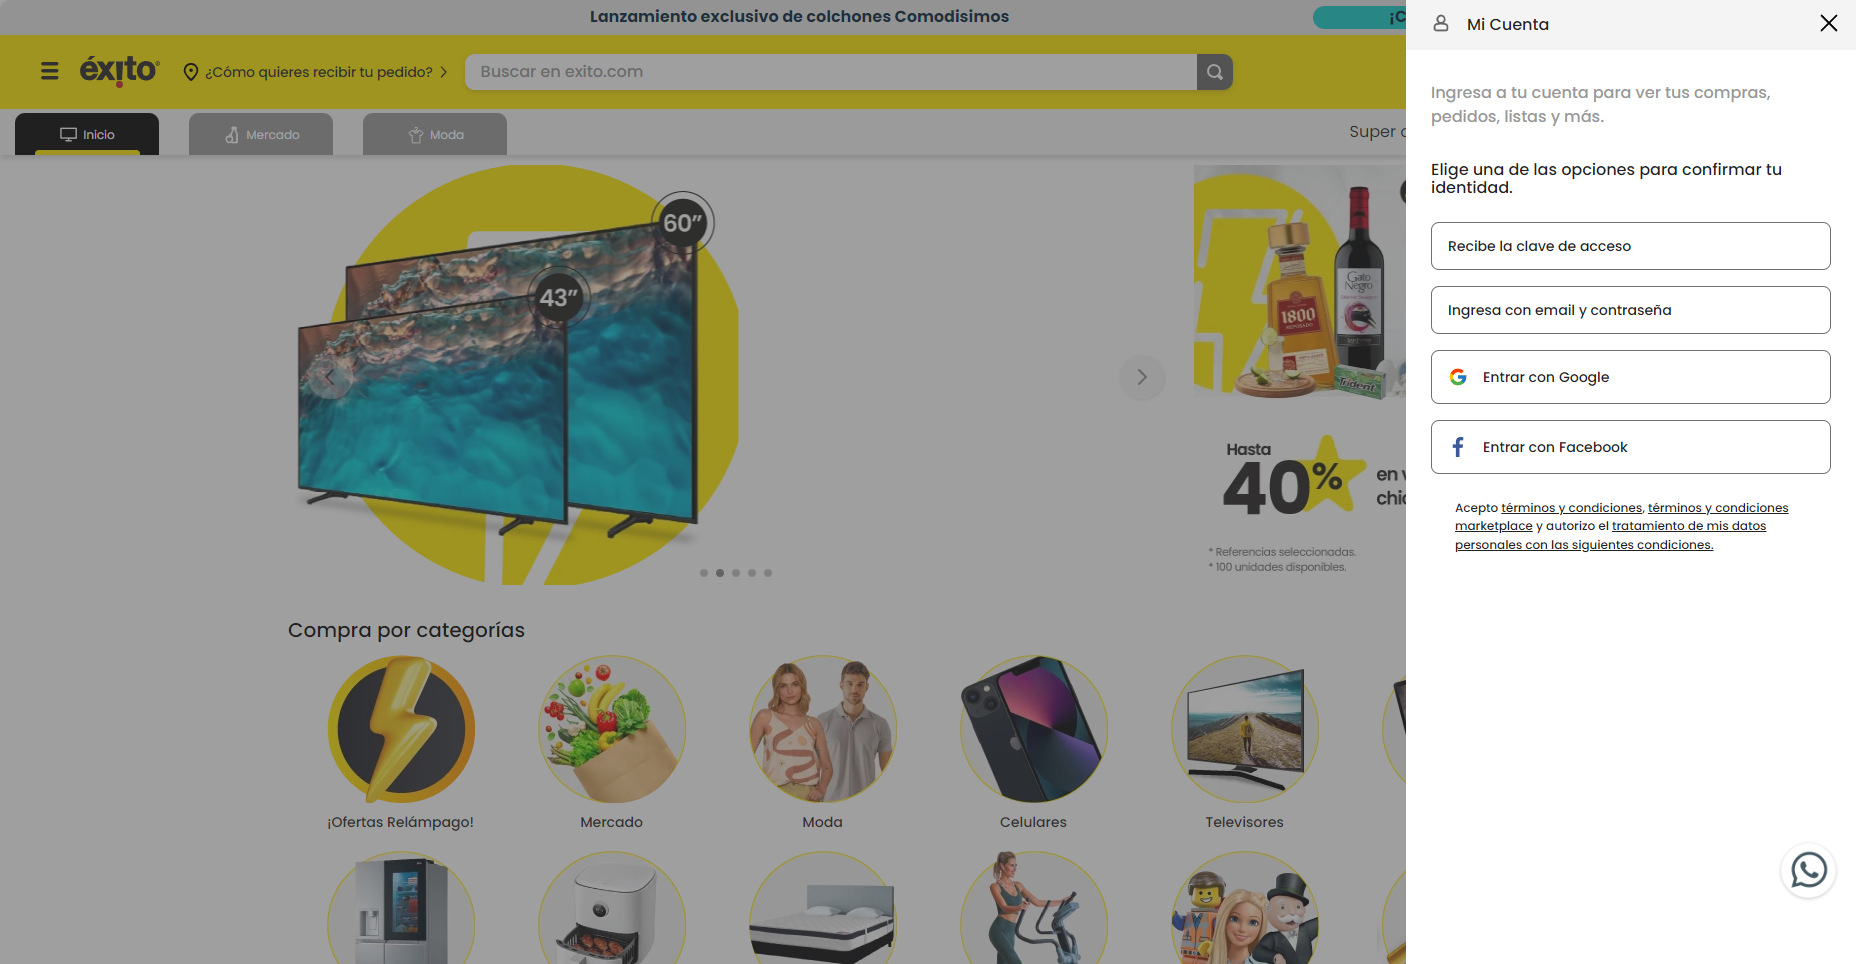 Lanzamiento exclusivo de colchones Comodisimos
éxito
¿Cómo quieres recibir tu pedido?
Buscar en exito.com
Inicio
Mercado
Moda
Super
60"
43"
1800
Gato
Negro
Trident
Hasta
40%
en
* Referencias seleccionadas.
* 100 unidades disponibles.
Compra por categorías
¡Ofertas Relámpago!
Mercado
Moda
Celulares
Televisores
Mi Cuenta
Ingresa a tu cuenta para ver tus compras,
pedidos, listas y más.
Elige una de las opciones para confirmar tu
identidad.
Recibe la clave de acceso
Ingresa con email y contraseña
Entrar con Google
Entrar con Facebook
Acepto términos y condiciones, términos y condiciones
marketplace y autorizo el tratamiento de mis datos
personales con las siguientes condiciones.